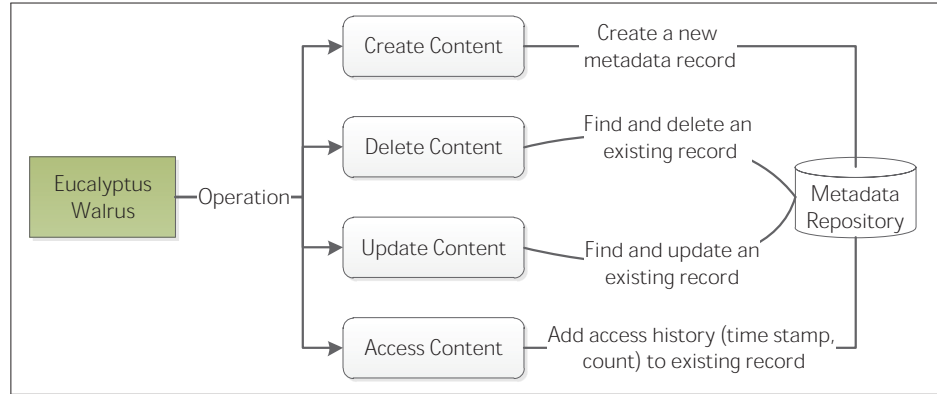 Eucalyptus
Walrus
Operation
Create Content
Create a new
metadata record
Delete Content
Find and delete an
existing record
Update Content
Find and update an
existing record
Access Content
Add access history (time stamp,
count) to existing record
Metadata
Repository